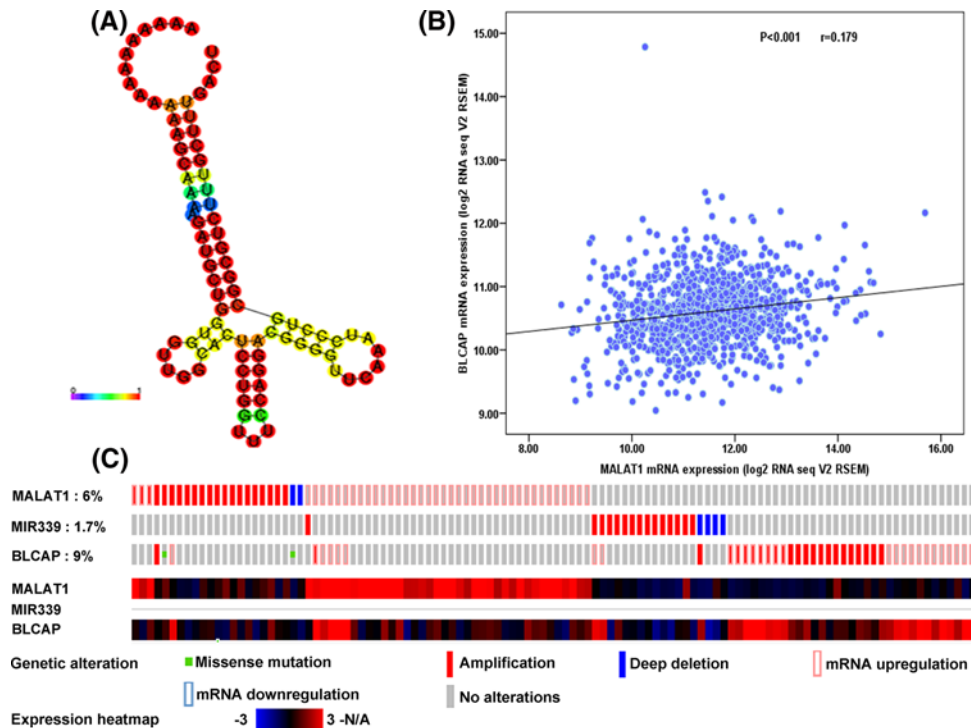 (A)
0 1
(B)
P<0.001 r=0.179
BLCAP mRNA expression (log2 RNA seq V2 RSEM)
15.00
14.00
13.00
12.00
11.00
10.00
9.00
8.00 10.00 12.00 14.00 16.00
MALAT1 mRNA expression (log2 RNA seq V2 RSEM)
(C)
MALAT1 : 6%
MIR339 : 1.7%
BLCAP : 9%
MALAT1
MIR339
BLCAP
Genetic alteration Missense mutation Amplification Deep deletion mRNA upregulation
mRNA downregulation No alterations
Expression heatmap -3 3 -N/A